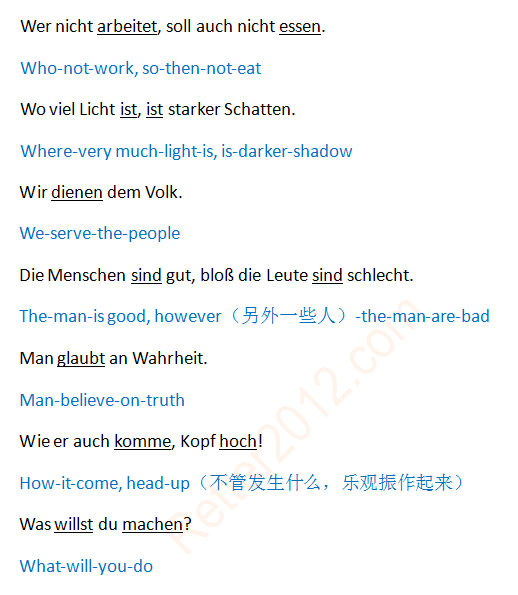 Wer nicht arbeitet, soll auch nicht essen.
Who-not-work, so-then-not-eat
Wo viel Licht ist, ist starker Schatten.
Where-very much-light-is, is-darker-shadow
Wir dienen dem Volk.
We-serve-the-people
Die Menschen sind gut, bloß die Leute sind schlecht.
The-man-is good, however（另外一些人）-the-man-are-bad
Man glaubt an Wahrheit.
Man-believe-on-truth
Wie er auch komme, Kopf hoch!
How-it-come, head-up（不管发生什么，乐观振作起来）
Was willst du machen?
What-will-you-do
Retter2012.com